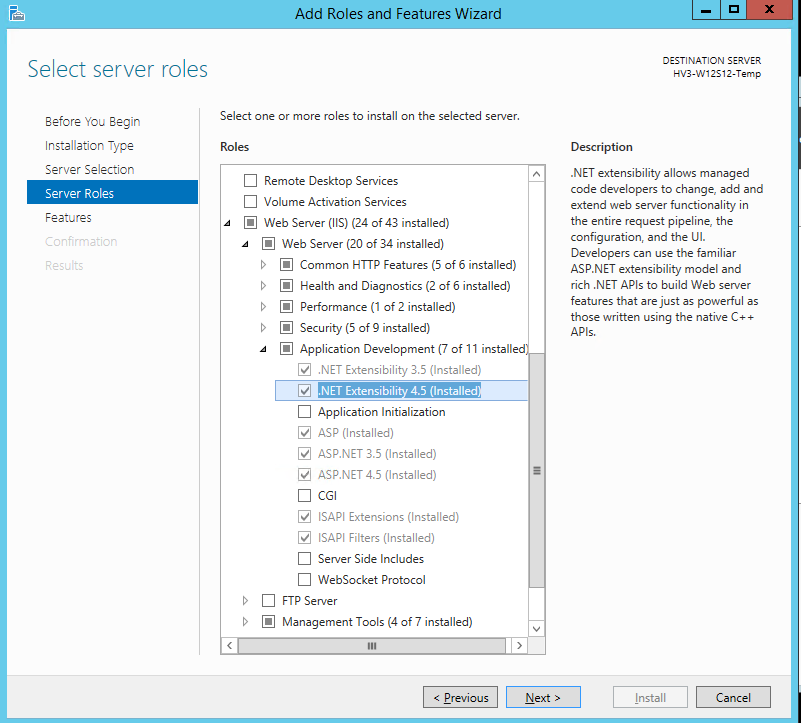 Add Roles and Features Wizard
Select server roles
DESTINATION SERVER
HV3-W12S12-Temp
Before You Begin
Installation Type
Server Selection
Server Roles
Features
Confirmation
Results
Select one or more roles to install on the selected server.
Roles
Remote Desktop Services
Volume Activation Services
Web Server (IIS) (24 of 43 installed)
Web Server (20 of 34 installed)
Common HTTP Features (5 of 6 installed)
Health and Diagnostics (2 of 6 installed)
Performance (1 of 2 installed)
Security (5 of 9 installed)
Application Development (7 of 11 installed)
.NET Extensibility 3.5 (Installed)
.NET Extensibility 4.5 (Installed)
Application Initialization
ASP (Installed)
ASP.NET 3.5 (Installed)
ASP.NET 4.5 (Installed)
CGI
ISAPI Extensions (Installed)
ISAPI Filters (Installed)
Server Side Includes
WebSocket Protocol
FTP Server
Management Tools (4 of 7 installed)
Description
.NET extensibility allows managed
code developers to change, add and
extend web server functionality in
the entire request pipeline, the
configuration, and the UI.
Developers can use the familiar
ASP.NET extensibility model and
rich .NET APIs to build Web server
features that are just as powerful as
those written using the native C++
APIs.
< Previous
Next >
Install
Cancel